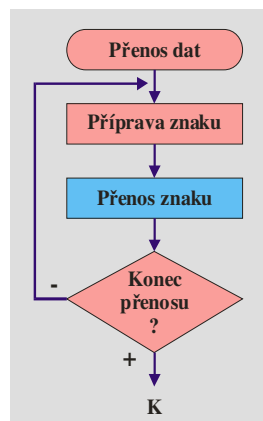 Přenos dat
Příprava znaku
Přenos znaku
Konec
přenosu
?
-
+
K